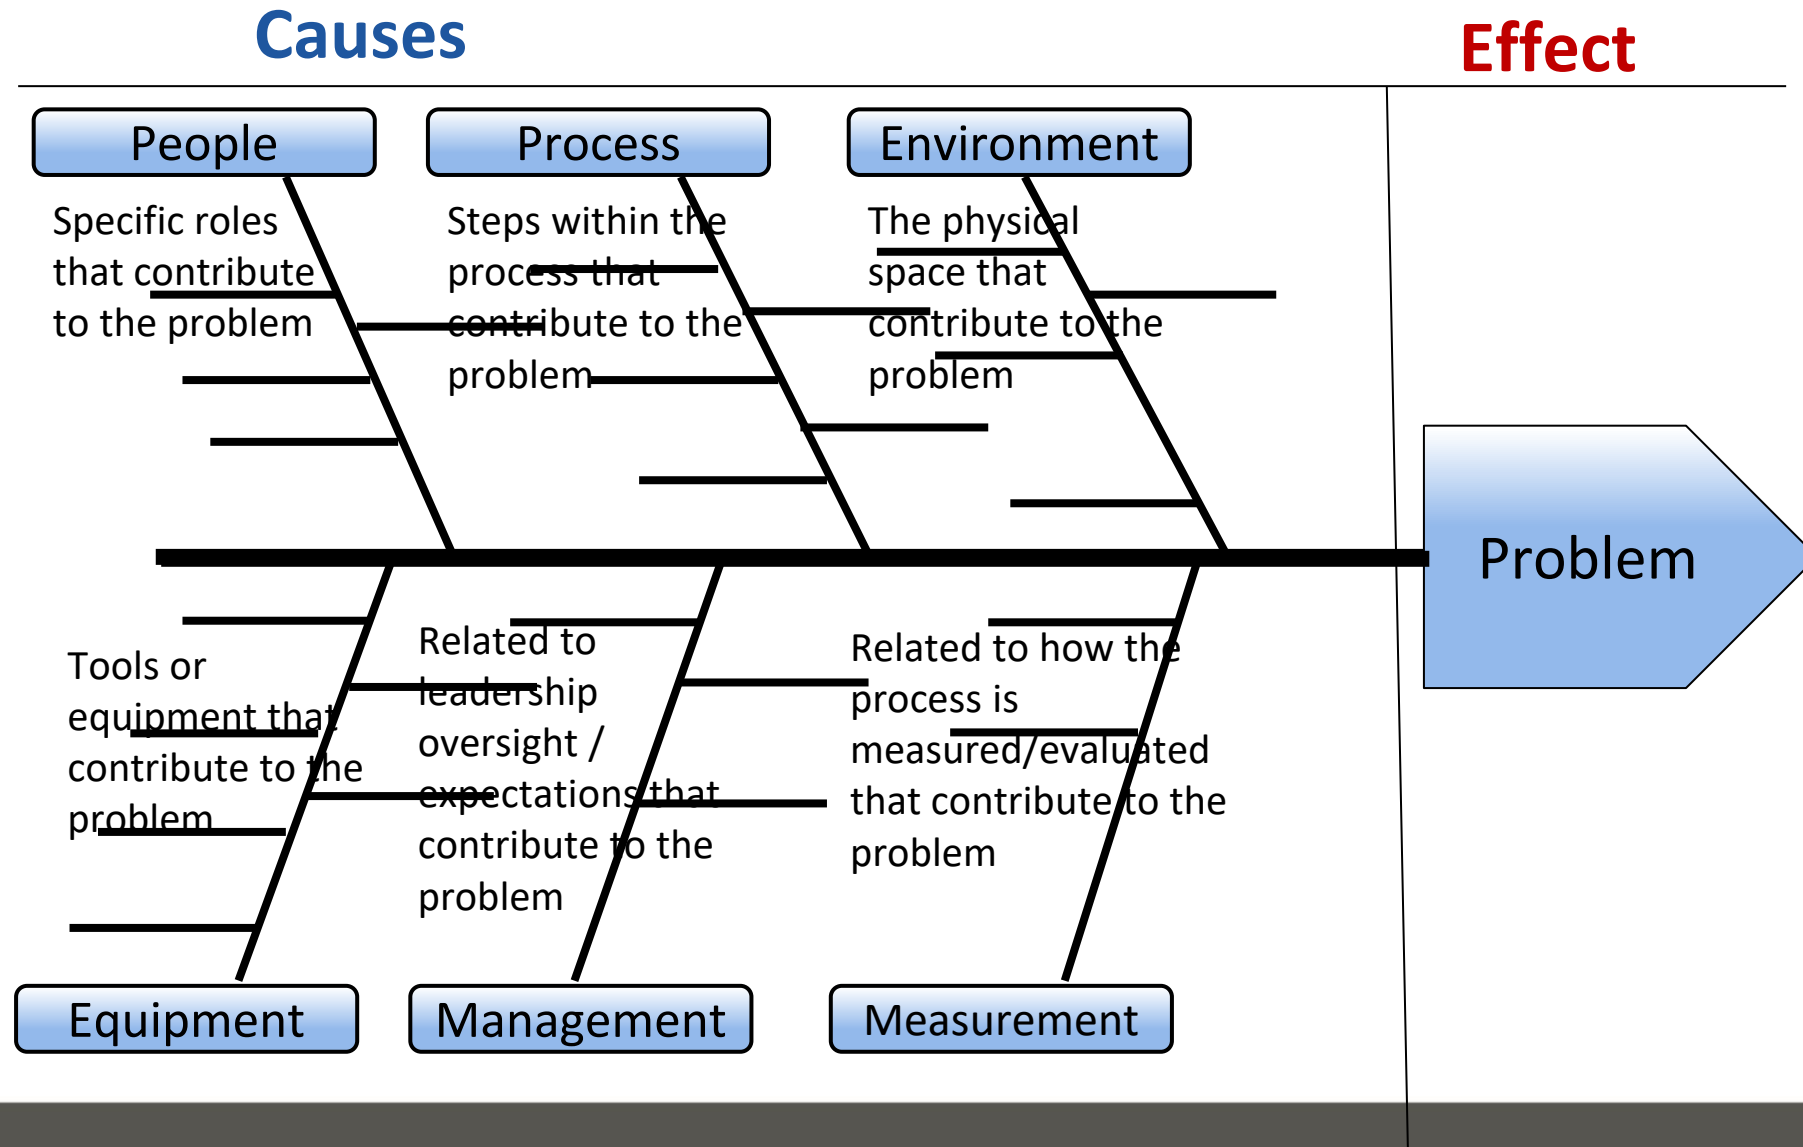 Causes
Effect
People
Process
Environment
Specific roles
that contribute
to the problem
Steps within the
process that
contribute to the
problem
The physical
space that
contribute to the
problem
Problem
Tools or
equipment that
contribute to the
problem
Related to
leadership
oversight /
expectations that
contribute to the
problem
Related to how the
process is
measured/evaluated
that contribute to the
problem
Equipment
Management
Measurement